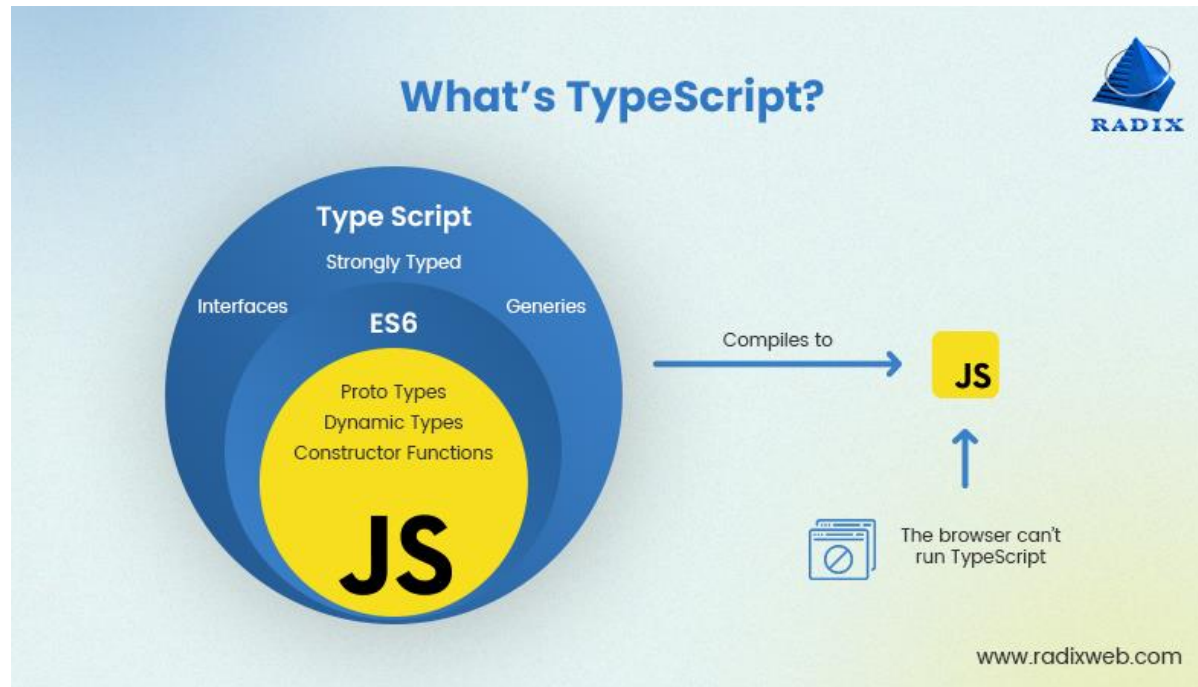 What's TypeScript?
RADIX
Type Script
Strongly Typed
Interfaces
Generies
ES6
Proto Types
Dynamic Types
Constructor Functions
JS
Compiles to
JS
The browser can't
run TypeScript
www.radixweb.com